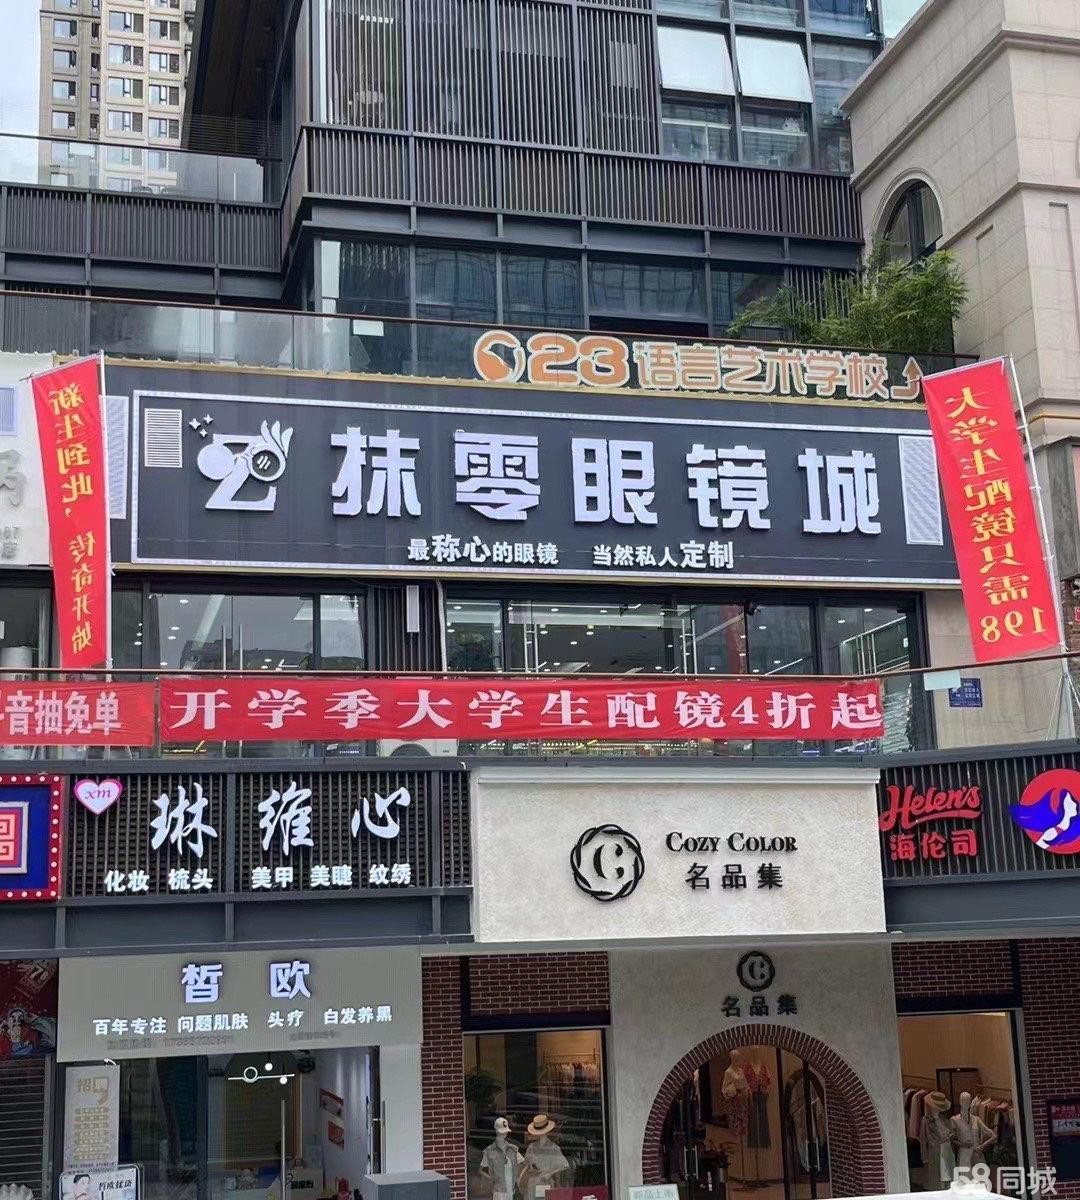 023语言艺术学校
抹零眼镜城
最称心的眼镜 当然私人定制
新生到此，传奇开始
大学生配镜只需198
音抽免单
开学季大学生配镜4折起
xm
琳维心
化妆 梳头 美甲 美睫 纹绣
COZY COLOR
名品集
Helen's
海伦司
皙欧
百年专注 问题肌肤 头疗 白发养黑
名品集
招
新品上市
58同城